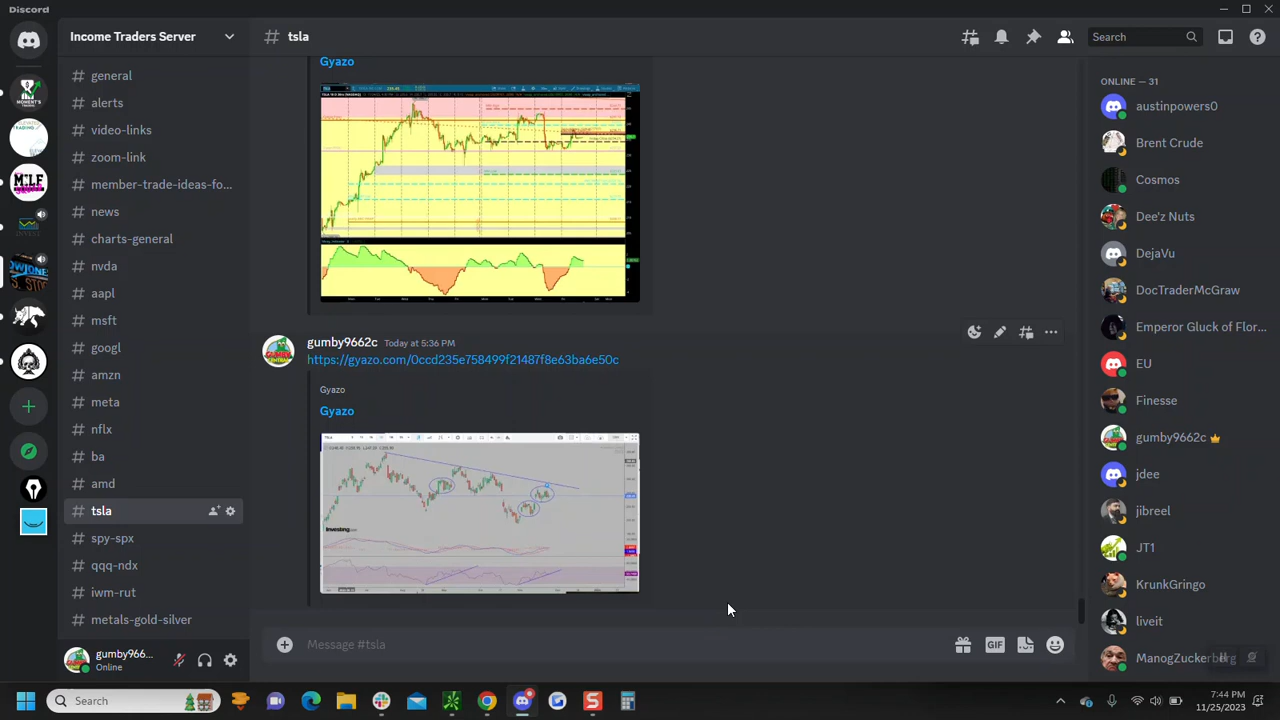 Discord
Income Traders Server
# tsla
Search
# general
# alerts
# video-links
# zoom-link
# member-trade-ideas-fo...
# news
# charts-general
# nvda
# aapl
# msft
# googl
# amzn
# meta
# nflx
# ba
# amd
# tsla
# spy-spx
# qqq-ndx
# iwm-rut
# metals-gold-silver
gumby966...
Online
Gyazo
gumby9662c Today at 5:36 PM
https://gyazo.com/0ccd235e758499f21487f8e63ba6e50c
Gyazo
Gyazo
Investing
Message #tsla
GIF
ONLINE — 31
austinpowers0
Brent Crude
Cosmos
Dee'z Nuts
DejaVu
DocTraderMcGraw
Emperor Gluck of Flor...
EU
Finesse
gumby9662c
jdee
jibreel
JT1
KrunkGringo
liveit
ManogZuckerberg
Search
7:44 PM
11/25/2023